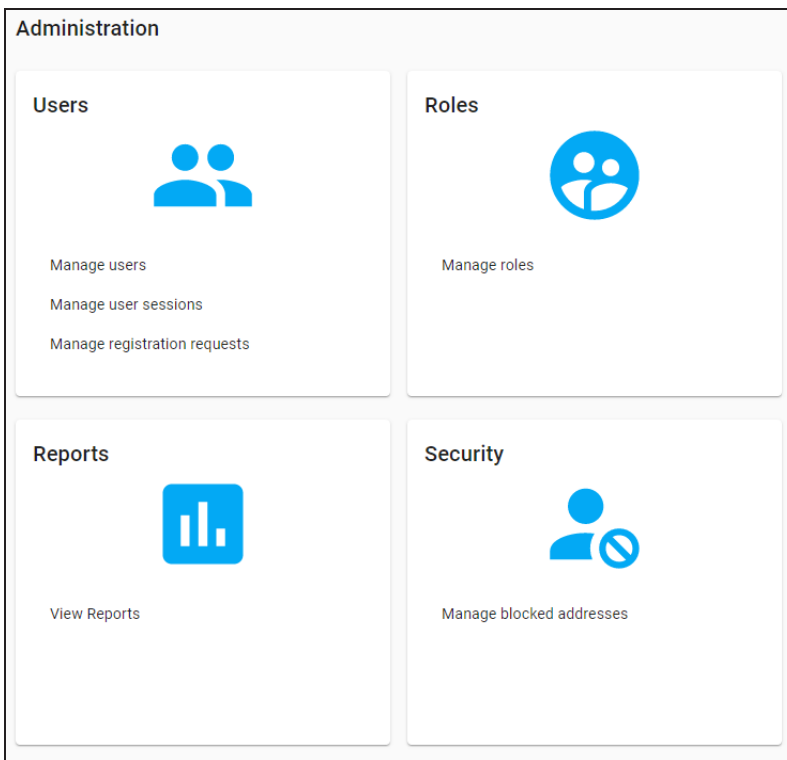 Administration
Users
Manage users
Manage user sessions
Manage registration requests
Roles
Manage roles
Reports
View Reports
Security
Manage blocked addresses